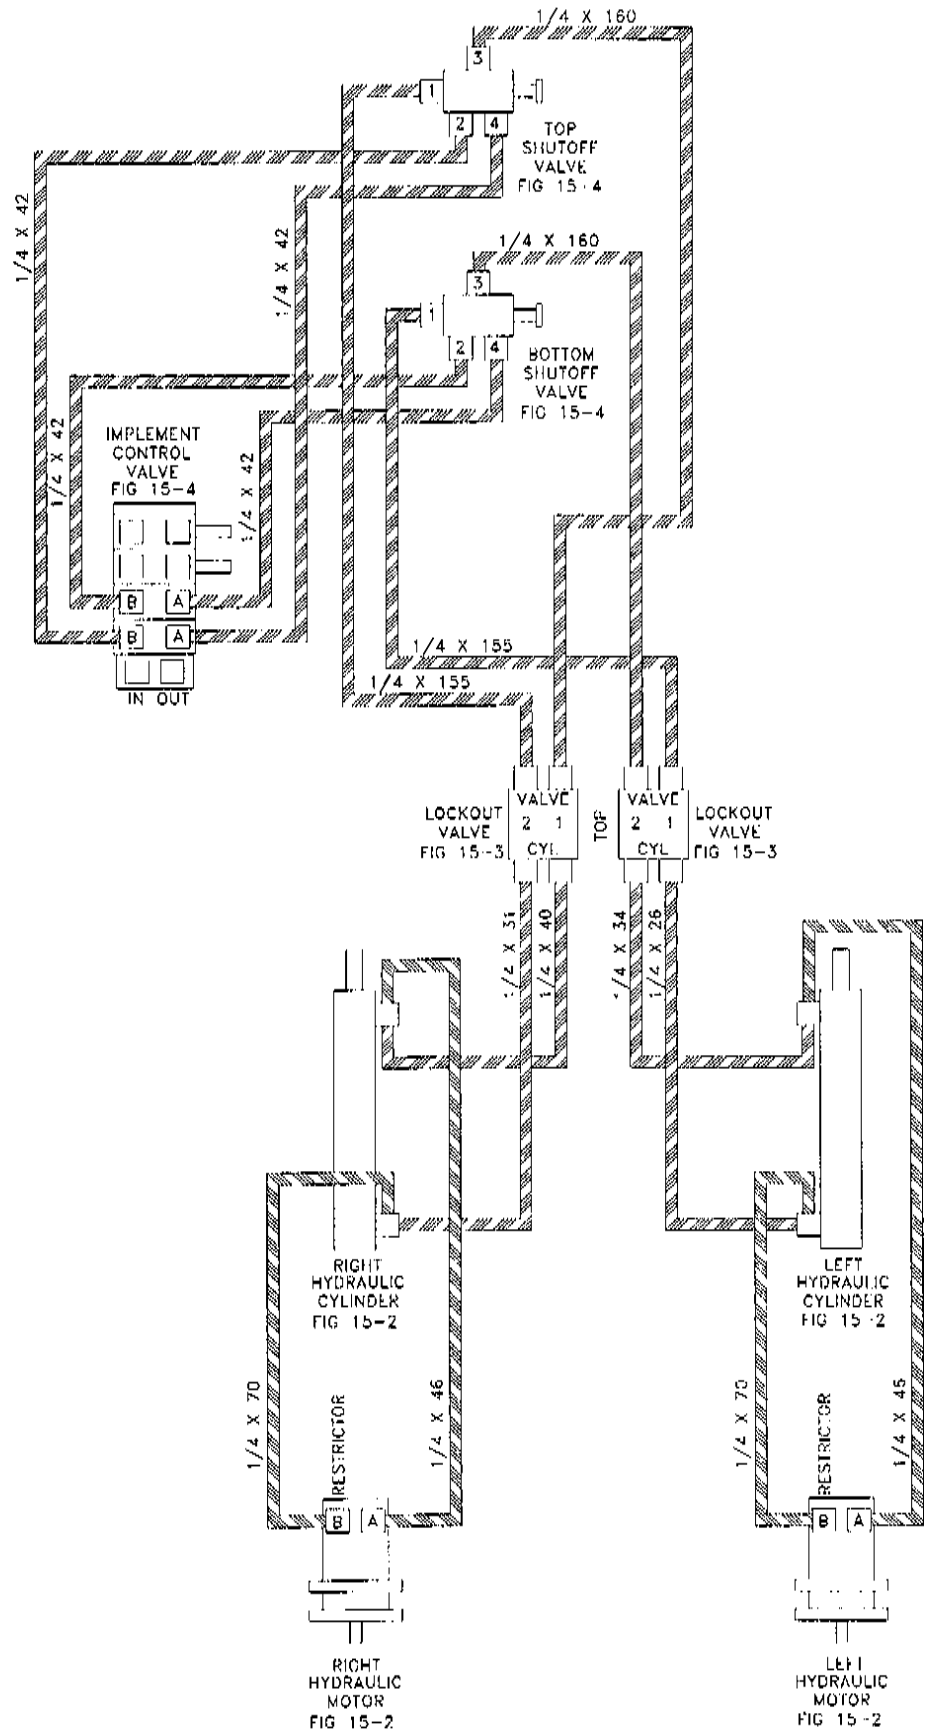 1/4 X 160
3
1
2
4
TOP
SHUTOFF
VALVE
FIG 15-4
1/4 X 42
1/4 X 42
1/4 X 160
3
1
2
4
BOTTOM
SHUTOFF
VALVE
FIG 15-4
1/4 X 42
IMPLEMENT
CONTROL
VALVE
FIG 15-4
1/4 X 42
B
A
B
A
IN OUT
1/4 X 155
1/4 X 155
LOCKOUT
VALVE
FIG 15-3
VALVE
2 1
CYL
TOP
VALVE
2 1
CYL
LOCKOUT
VALVE
FIG 15-3
1/4 X 31
1/4 X 40
1/4 X 34
1/4 X 26
RIGHT
HYDRAULIC
CYLINDER
FIG 15-2
LEFT
HYDRAULIC
CYLINDER
FIG 15-2
1/4 X 70
RESTRICTOR
1/4 X 46
1/4 X 70
RESTRICTOR
1/4 X 45
B
A
B
A
RIGHT
HYDRAULIC
MOTOR
FIG 15-2
LEFT
HYDRAULIC
MOTOR
FIG 15-2